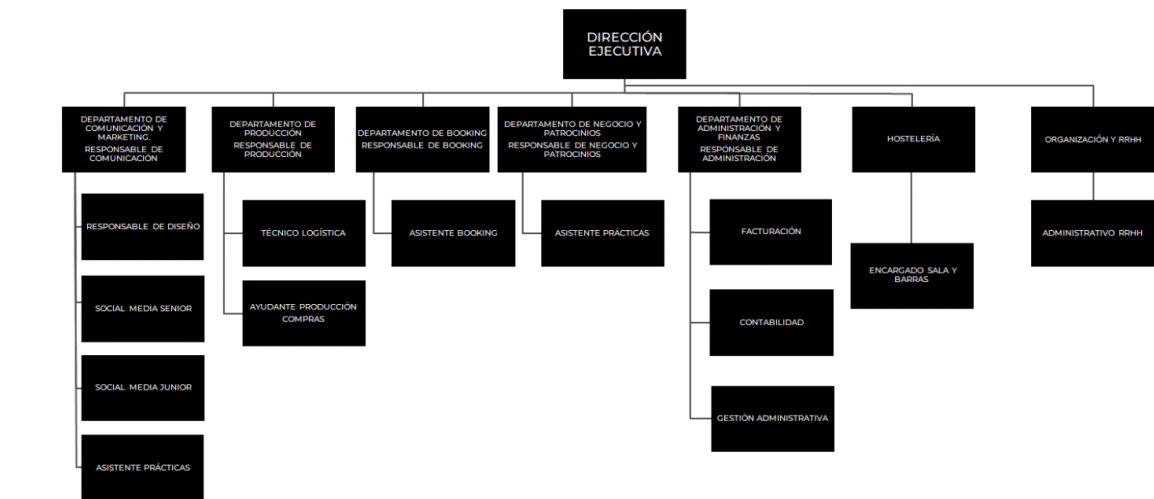 DIRECCIÓN
EJECUTIVA
DEPARTAMENTO DE
COMUNICACIÓN Y
MARKETING.
RESPONSABLE DE
COMUNICACIÓN
DEPARTAMENTO DE
PRODUCCIÓN
RESPONSABLE DE
PRODUCCIÓN
DEPARTAMENTO DE BOOKING
RESPONSABLE DE BOOKING
DEPARTAMENTO DE NEGOCIO Y
PATROCINIOS
RESPONSABLE DE NEGOCIO Y
PATROCINIOS
DEPARTAMENTO DE
ADMINISTRACIÓN Y
FINANZAS
RESPONSABLE DE
ADMINISTRACIÓN
HOSTELERÍA
ORGANIZACIÓN Y RRHH
RESPONSABLE DE DISEÑO
SOCIAL MEDIA SENIOR
SOCIAL MEDIA JUNIOR
ASISTENTE PRÁCTICAS
TÉCNICO LOGÍSTICA
AYUDANTE PRODUCCIÓN
COMPRAS
ASISTENTE BOOKING
ASISTENTE PRÁCTICAS
FACTURACIÓN
CONTABILIDAD
GESTIÓN ADMINISTRATIVA
ENCARGADO SALA Y
BARRAS
ADMINISTRATIVO RRHH